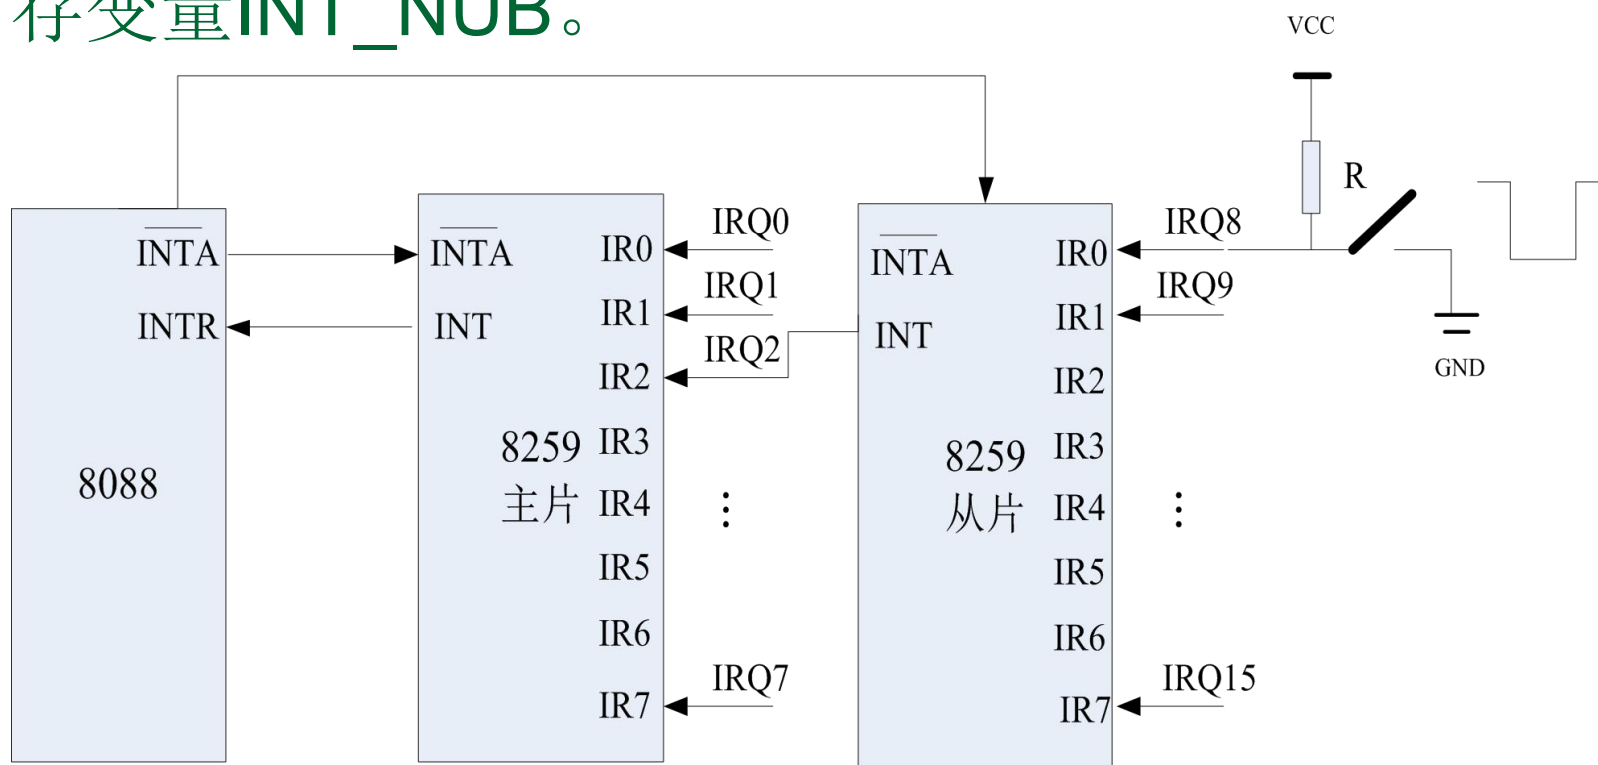 存变量INT_NUB。
VCC
R
GND
INTA
INTR
8088
INTA
INT
8259
主片
IR0
IR1
IR2
IR3
IR4
IR5
IR6
IR7
IRQ0
IRQ1
IRQ2
IRQ7
INTA
INT
8259
从片
IR0
IR1
IR2
IR3
IR4
IR5
IR6
IR7
IRQ8
IRQ9
IRQ15